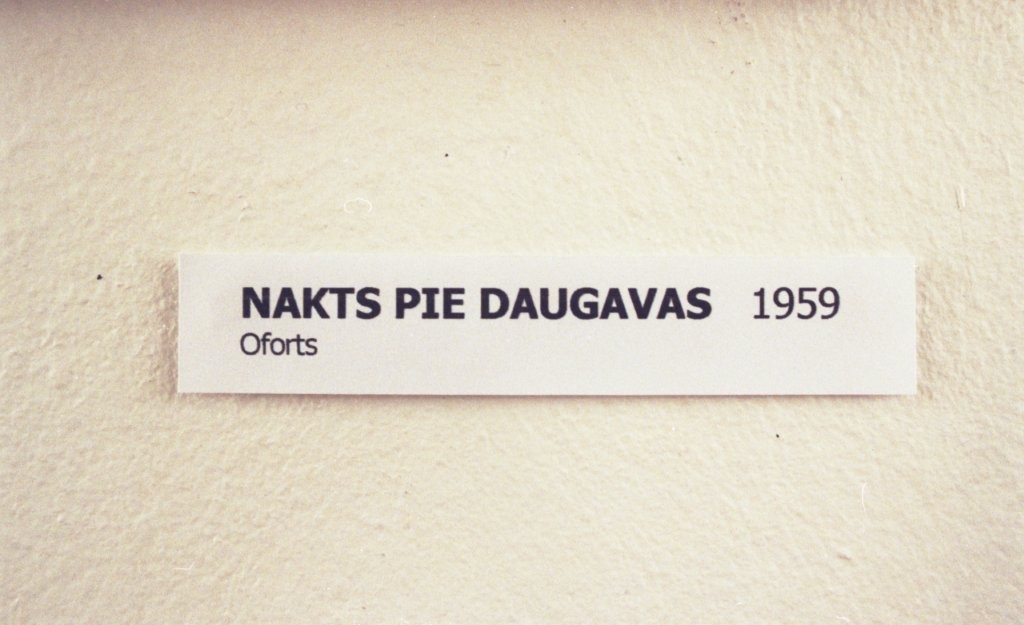 NAKTS PIE DAUGAVAS 1959
Oforts